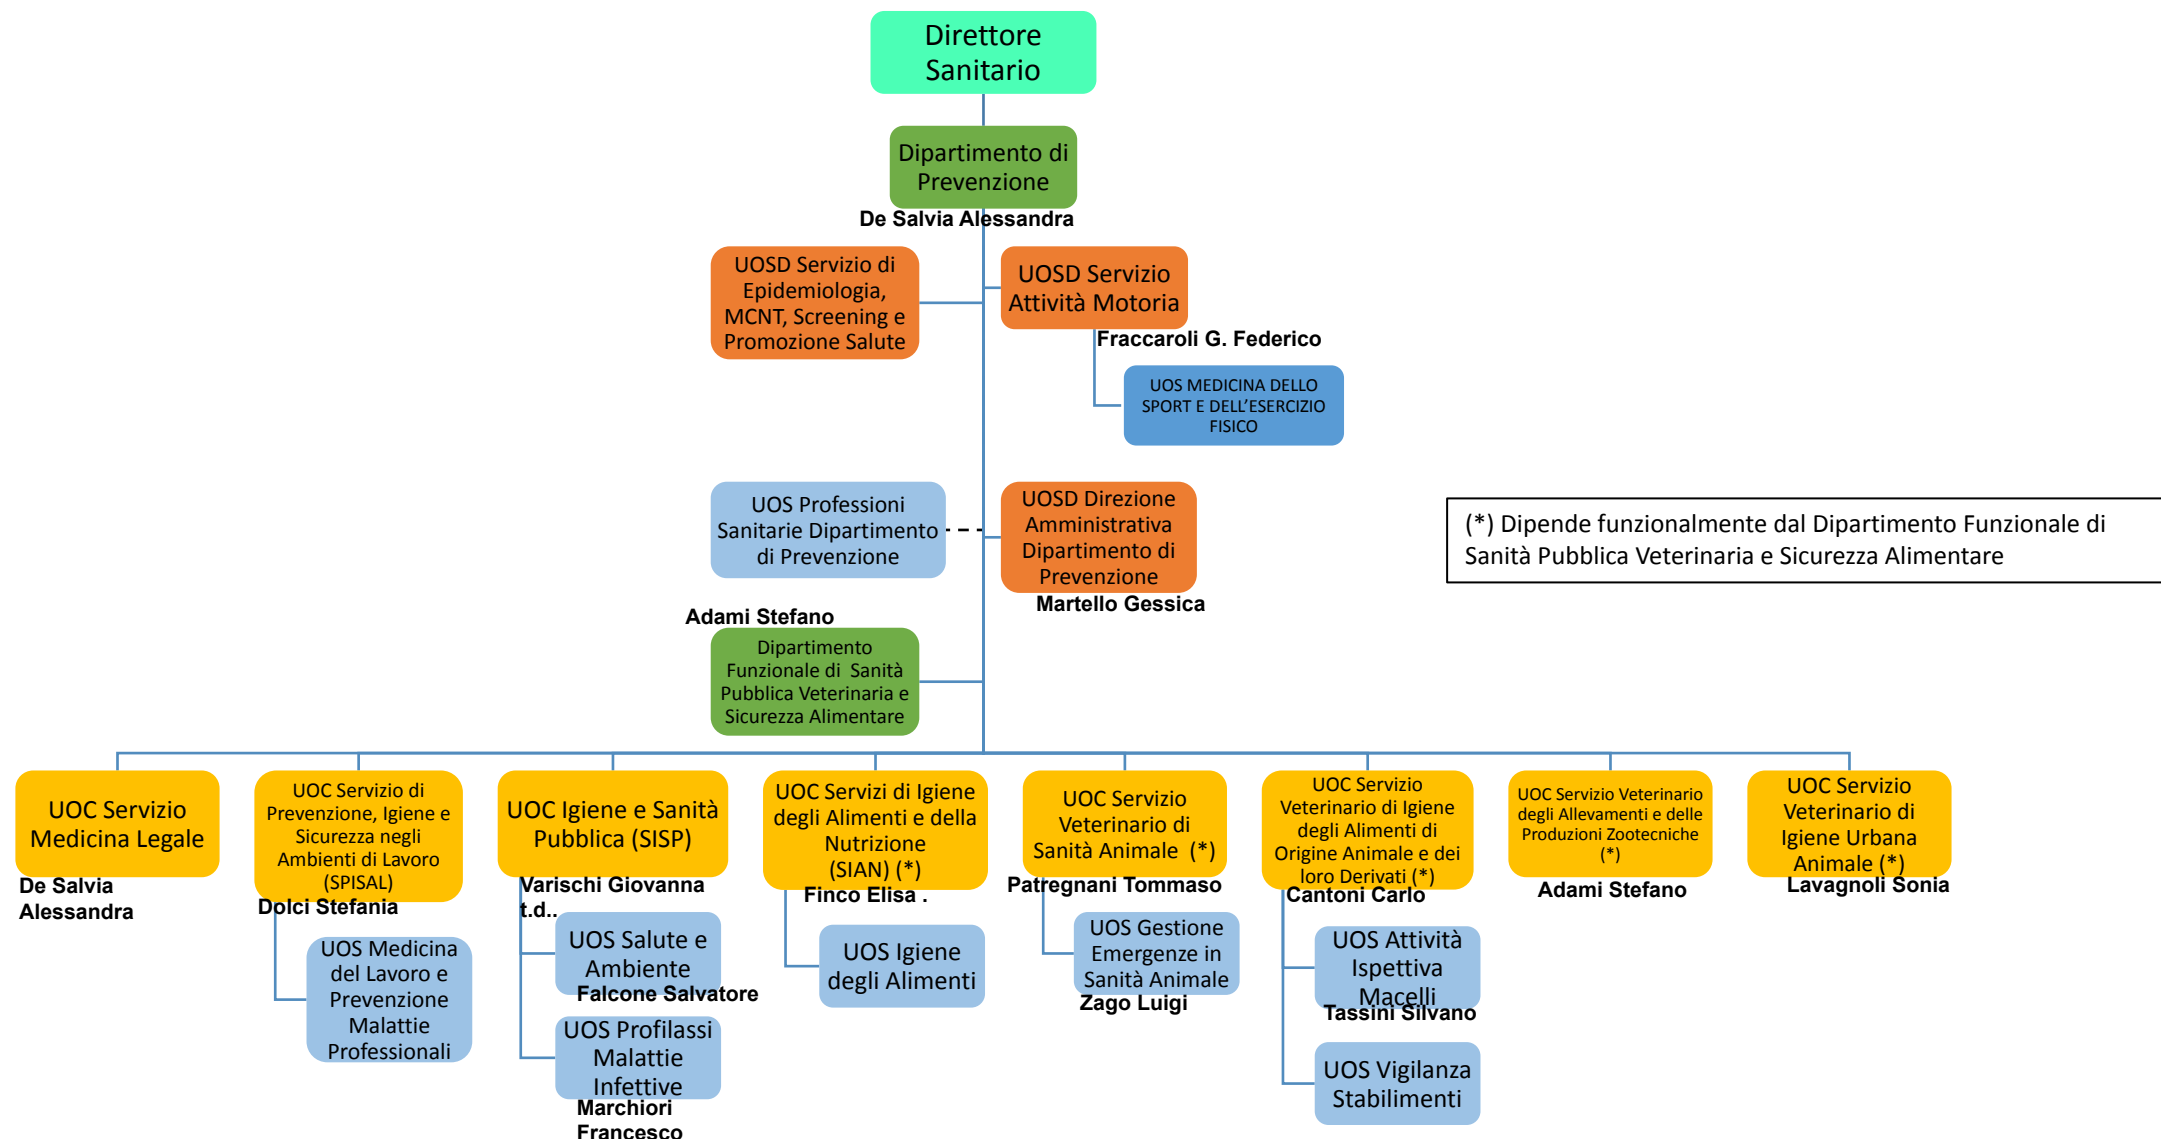 Direttore
Sanitario
Dipartimento di
Prevenzione
De Salvia Alessandra
UOSD Servizio di
Epidemiologia,
MCNT, Screening e
Promozione Salute
UOSD Servizio
Attività Motoria
Fraccaroli G. Federico
UOS MEDICINA DELLO
SPORT E DELL’ESERCIZIO
FISICO
UOS Professioni
Sanitarie Dipartimento
di Prevenzione
UOSD Direzione
Amministrativa
Dipartimento di
Prevenzione
Martello Gessica
(*) Dipende funzionalmente dal Dipartimento Funzionale di
Sanità Pubblica Veterinaria e Sicurezza Alimentare
Adami Stefano
Dipartimento
Funzionale di Sanità
Pubblica Veterinaria e
Sicurezza Alimentare
UOC Servizio
Medicina Legale
De Salvia
Alessandra
UOC Servizio di
Prevenzione, Igiene e
Sicurezza negli
Ambienti di Lavoro
(SPISAL)
Dolci Stefania
UOS Medicina
del Lavoro e
Prevenzione
Malattie
Professionali
UOC Igiene e Sanità
Pubblica (SISP)
Varischi Giovanna
t.d..
UOS Salute e
Ambiente
Falcone Salvatore
UOS Profilassi
Malattie
Infettive
Marchiori
Francesco
UOC Servizi di Igiene
degli Alimenti e della
Nutrizione
(SIAN) (*)
Finco Elisa .
UOS Igiene
degli Alimenti
UOC Servizio
Veterinario di
Sanità Animale (*)
Patregnani Tommaso
UOS Gestione
Emergenze in
Sanità Animale
Zago Luigi
UOC Servizio
Veterinario di Igiene
degli Alimenti di
Origine Animale e dei
loro Derivati (*)
Cantoni Carlo
UOS Attività
Ispettiva
Macelli
Tassini Silvano
UOS Vigilanza
Stabilimenti
UOC Servizio Veterinario
degli Allevamenti e delle
Produzioni Zootecniche
(*)
Adami Stefano
UOC Servizio
Veterinario di
Igiene Urbana
Animale (*)
Lavagnoli Sonia